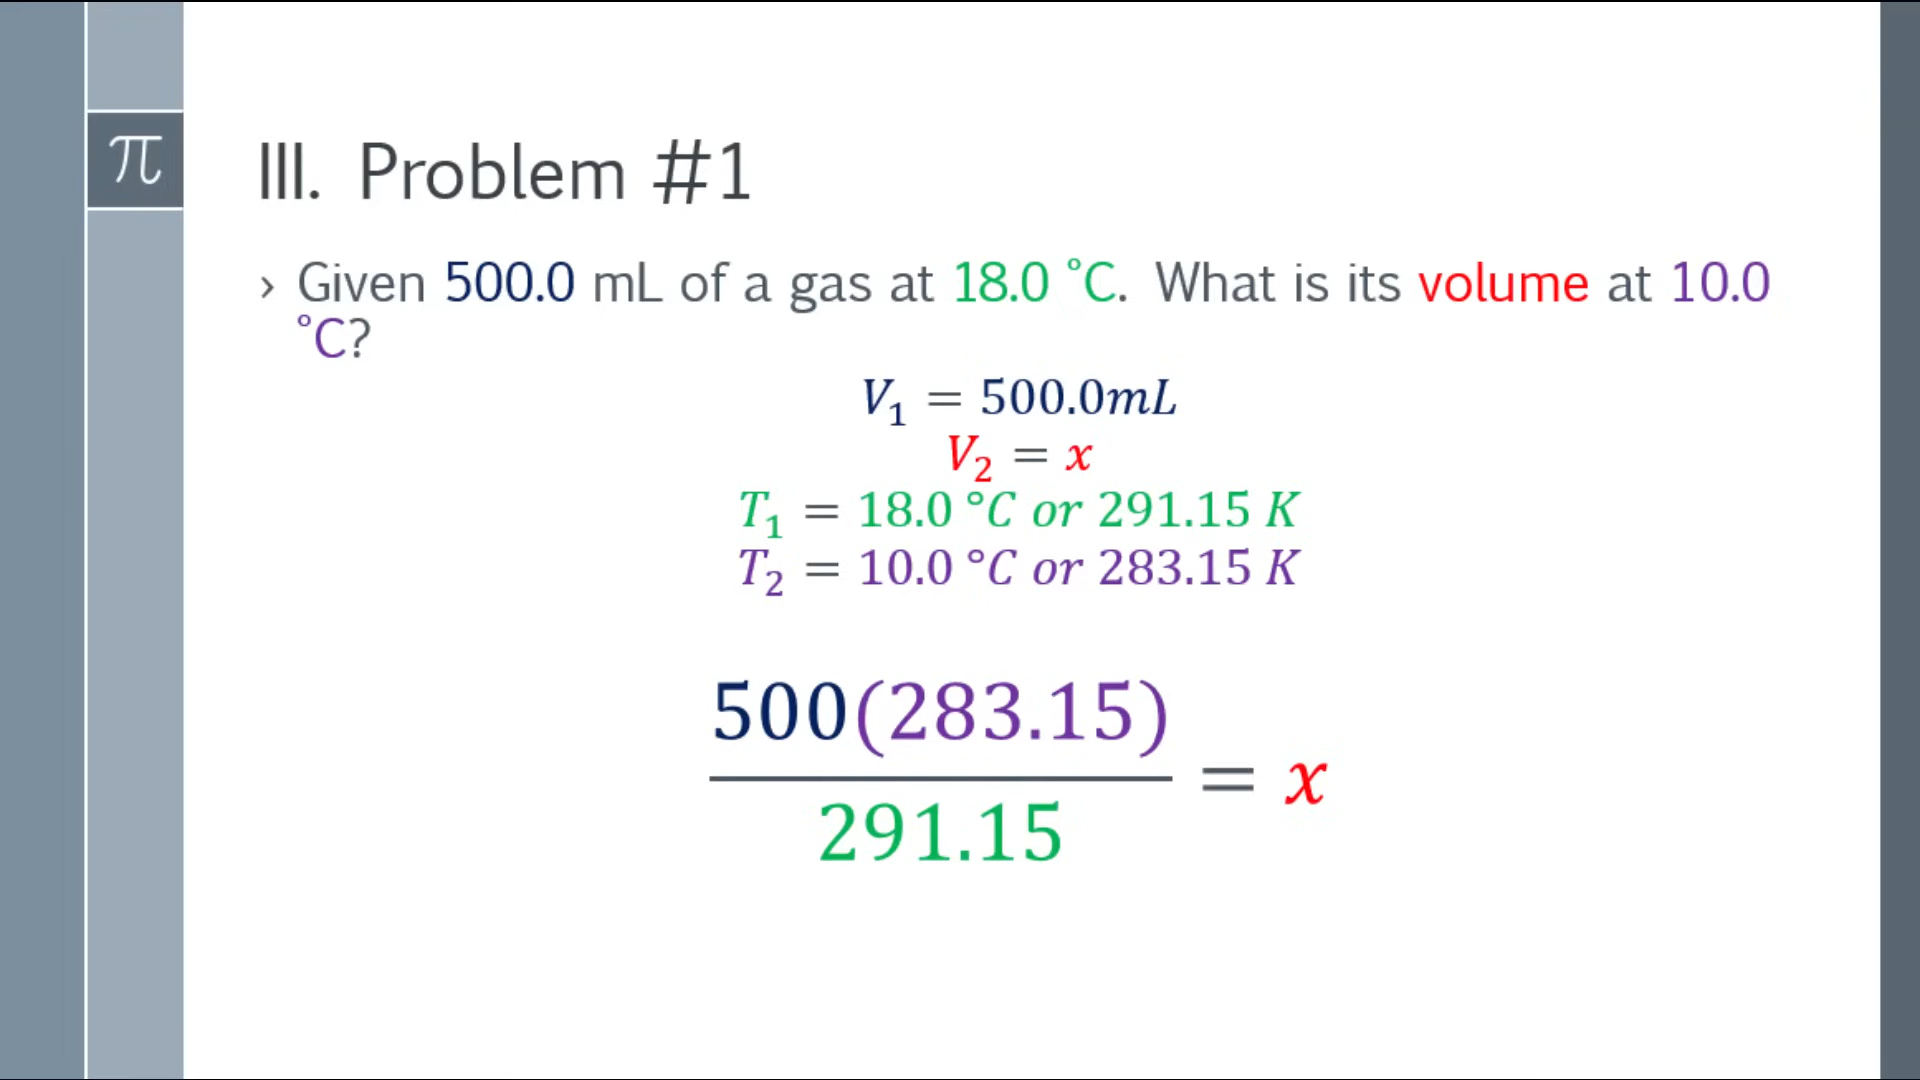 π
III. Problem #1
› Given 500.0 mL of a gas at 18.0 °C. What is its volume at 10.0
°C?
V₁ = 500.0mL
V₂ = x
T₁ = 18.0 °C or 291.15 K
T₂ = 10.0 °C or 283.15 K
500(283.15)
= x
291.15